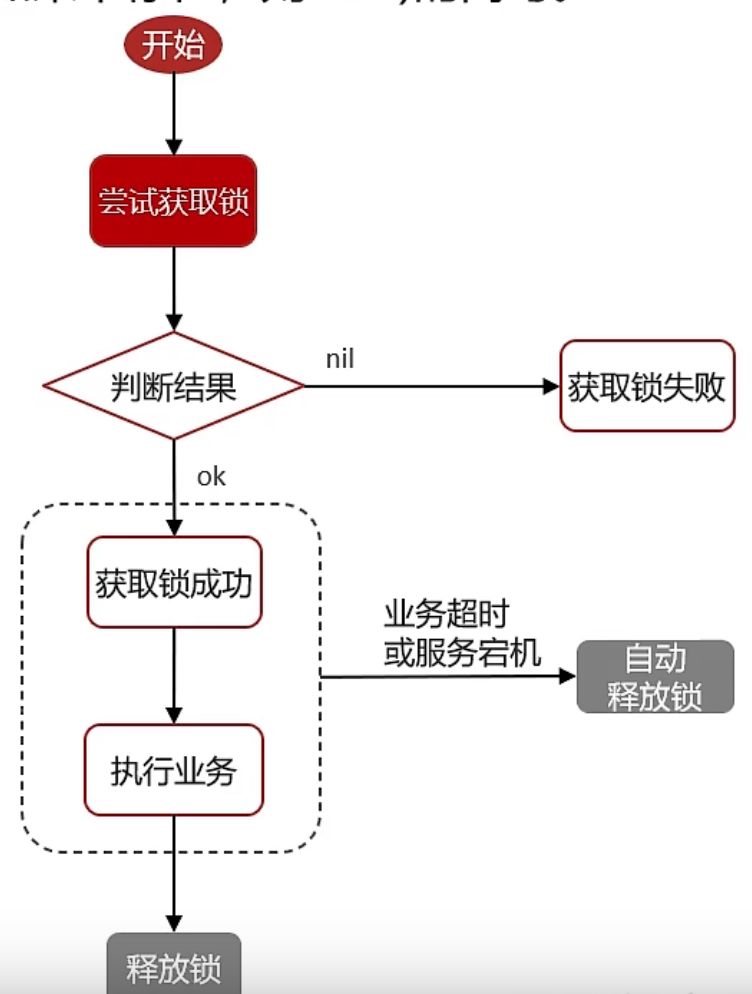 开始
尝试获取锁
判断结果
nil
获取锁失败
ok
获取锁成功
业务超时
或服务宕机
自动
释放锁
执行业务
释放锁